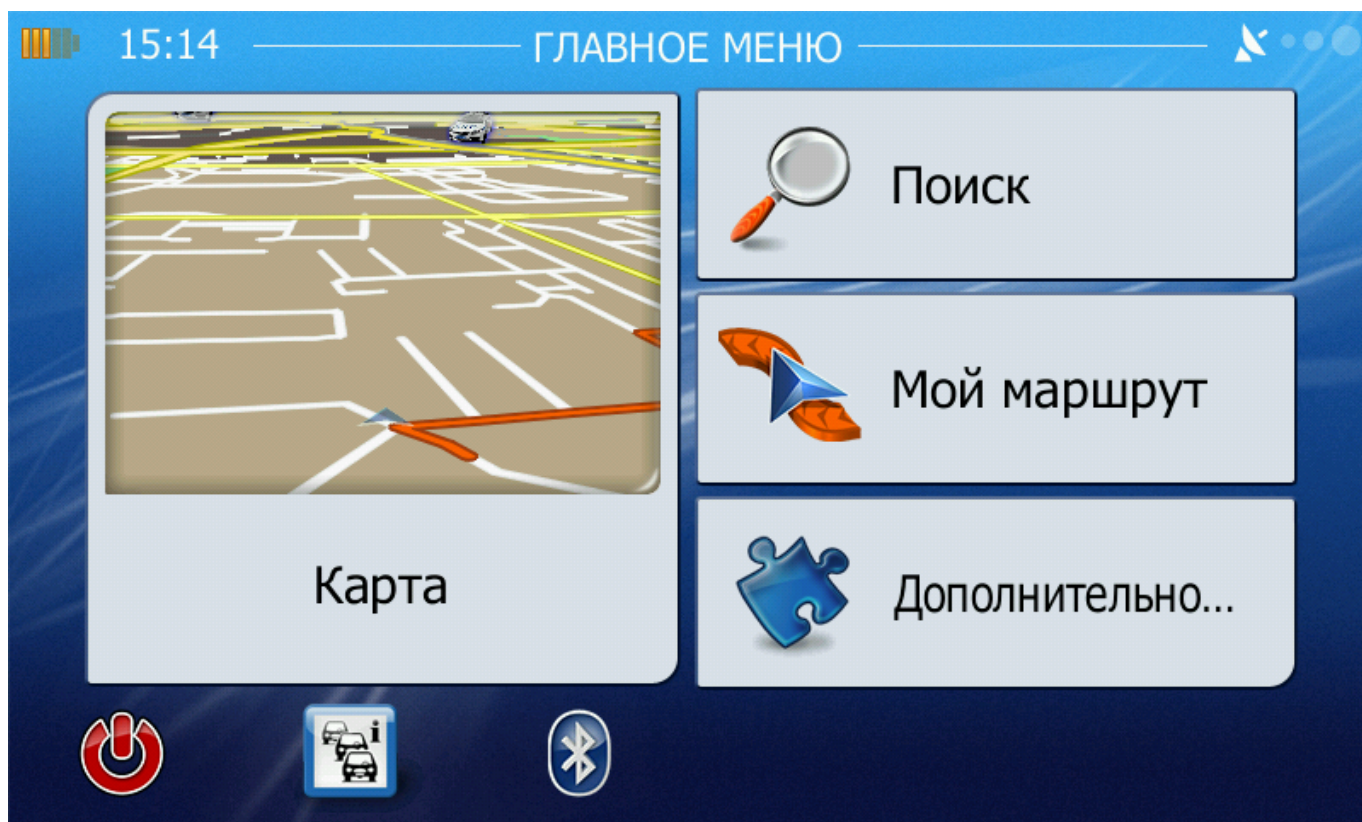 15:14 ГЛАВНОЕ МЕНЮ
Поиск
Мой маршрут
Карта
Дополнительно...
i